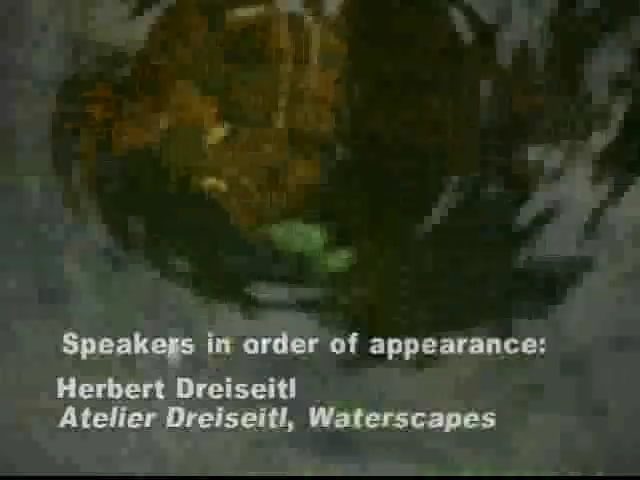 Speakers in order of appearance:
Herbert Dreiseitl
Atelier Dreiseitl, Waterscapes